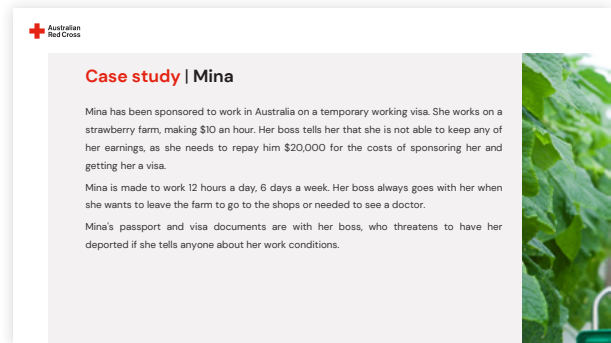 Australian
Red Cross
Case study | Mina
Mina has been sponsored to work in Australia on a temporary working visa. She works on a
strawberry farm, making $10 an hour. Her boss tells her that she is not able to keep any of
her earnings, as she needs to repay him $20,000 for the costs of sponsoring her and
getting her a visa.
Mina is made to work 12 hours a day, 6 days a week. Her boss always goes with her when
she wants to leave the farm to go to the shops or needed to see a doctor.
Mina's passport and visa documents are with her boss, who threatens to have her
deported if she tells anyone about her work conditions.